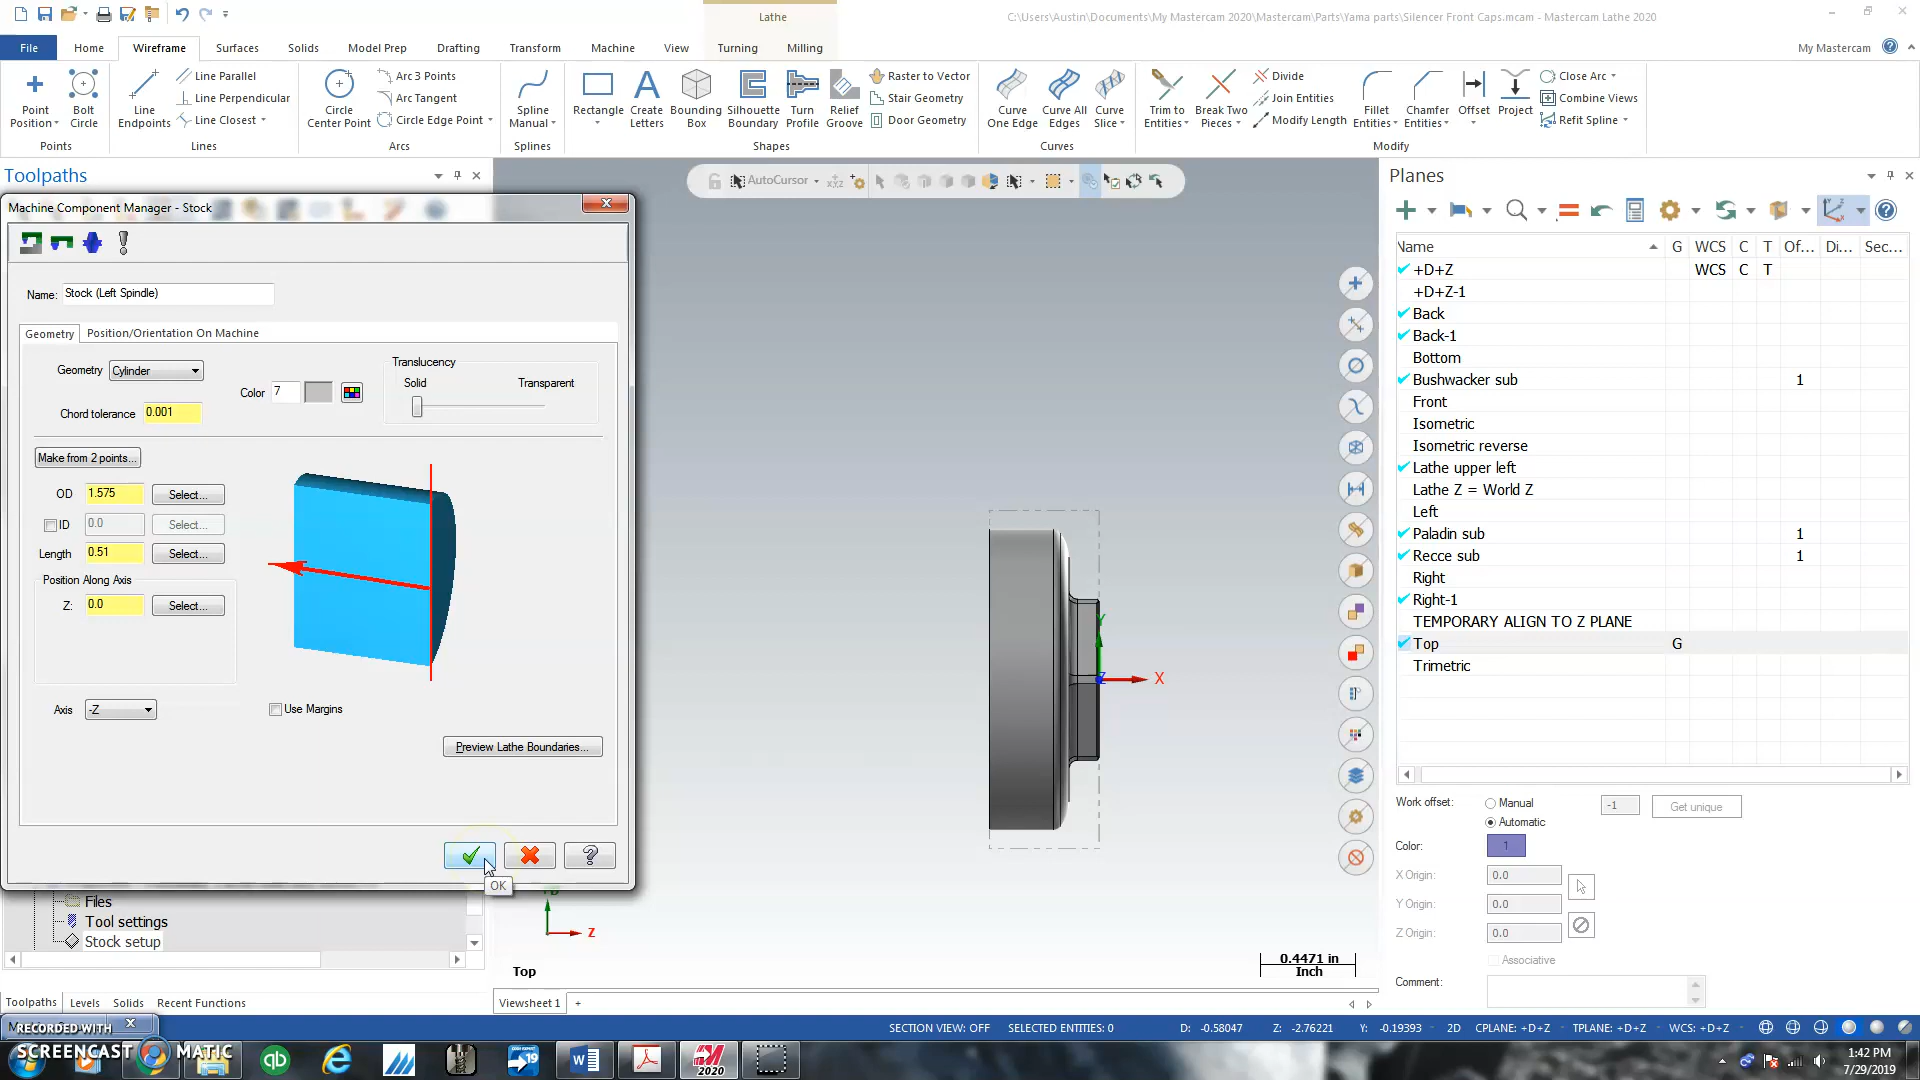 Lathe
C:\Users\Austin\Documents\My Mastercam 2020\Mastercam\Parts\Yama parts\Silencer Front Caps.mcam - Mastercam Lathe 2020
File Home Wireframe Surfaces Solids Model Prep Drafting Transform Machine View Turning Milling My Mastercam
Line Parallel Arc 3 Points Raster to Vector Divide Close Arc
Line Perpendicular Arc Tangent Stair Geometry Join Entities Combine Views
Line Closest Circle Edge Point Door Geometry Modify Length Refit Spline
Point Position Bolt Circle Line Endpoints Circle Center Point Spline Manual Rectangle Create Letters Bounding Box Silhouette Boundary Turn Profile Relief Groove Curve One Edge Curve All Edges Curve Slice Trim to Entities Break Two Pieces Fillet Entities Chamfer Entities Offset Project
Points Lines Arcs Splines Shapes Curves Modify
Toolpaths
AutoCursor
Planes
Machine Component Manager - Stock
Name: Stock (Left Spindle)
Geometry Position/Orientation On Machine
Geometry Cylinder
Color 7
Translucency
Solid Transparent
Chord tolerance 0.001
Make from 2 points...
OD 1.575 Select...
ID 0.0 Select...
Length 0.51 Select...
Position Along Axis
Z: 0.0 Select...
Axis -Z
Use Margins
Preview Lathe Boundaries...
OK
Files
Tool settings
Stock setup
Toolpaths Levels Solids Recent Functions
Y
Z X
Z
Top
0.4471 in
Inch
Viewsheet 1 +
Name G WCS C T Of... Di... Sec...
+D+Z WCS C T
+D+Z-1
Back
Back-1
Bottom
Bushwacker sub 1
Front
Isometric
Isometric reverse
Lathe upper left
Lathe Z = World Z
Left
Paladin sub 1
Recce sub 1
Right
Right-1
TEMPORARY ALIGN TO Z PLANE
Top G
Trimetric
Work offset: Manual -1 Get unique
Automatic
Color: 1
X Origin: 0.0
Y Origin: 0.0
Z Origin: 0.0
Associative
Comment:
SECTION VIEW: OFF SELECTED ENTITIES: 0 D: -0.58047 Z: -2.76221 Y: -0.19393 2D CPLANE: +D+Z TPLANE: +D+Z WCS: +D+Z
RECORDED WITH
SCREENCAST MATIC
19
2020
1:42 PM
7/29/2019